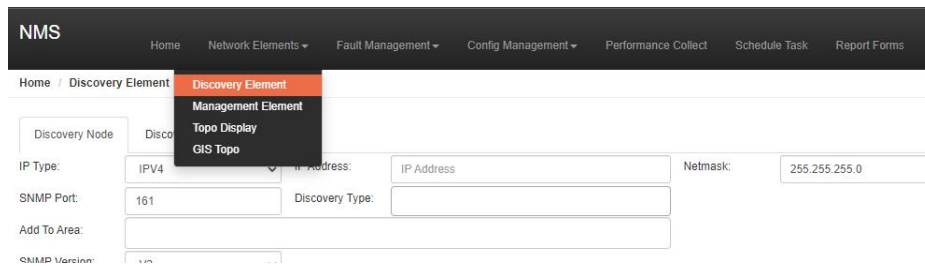 NMS
Home Network Elements Fault Management Config Management Performance Collect Schedule Task Report Forms
Home / Discovery Element
Discovery Element
Management Element
Topo Display
GIS Topo
Discovery Node
IP Type: IPV4 IP Address: IP Address Netmask: 255.255.255.0
SNMP Port: 161 Discovery Type:
Add To Area:
SNMP Version: